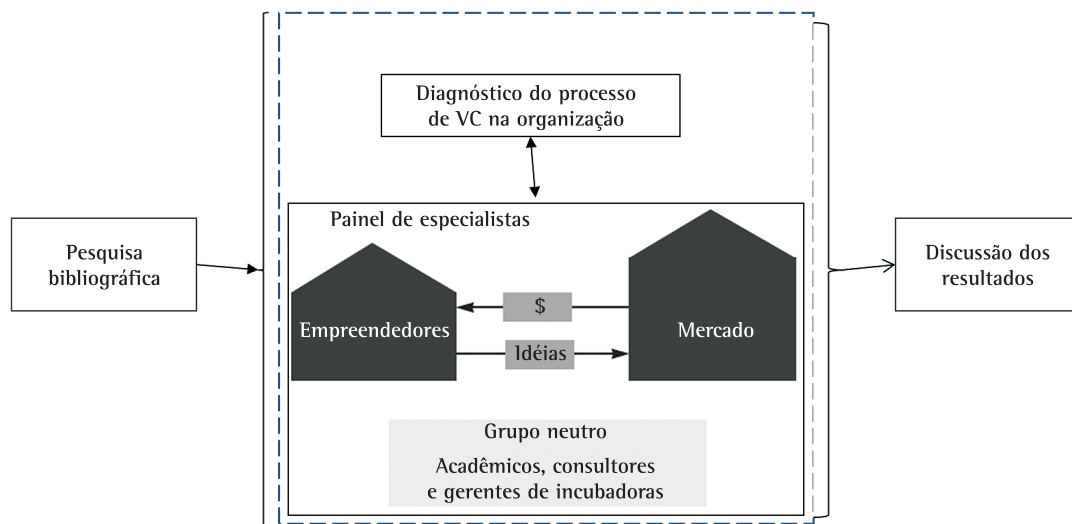 Diagnóstico do processo
de VC na organização
Painel de especialistas
Pesquisa
bibliográfica
Empreendedores
$
Idéias
Mercado
Grupo neutro
Acadêmicos, consultores
e gerentes de incubadoras
Discussão dos
resultados